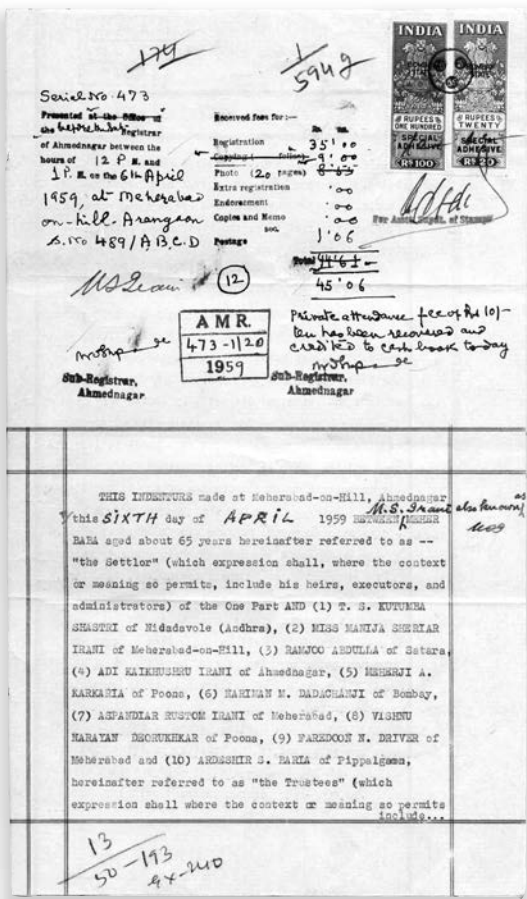 174
1
5949
INDIA
INDIA
RUPEES
ONE HUNDRED
SPECIAL
ADHESIVE
Rs100
RUPEES
TWENTY
SPECIAL
ADHESIVE
Rs20
For Asstt. Supdt. of Stamps
Serial No. 473
Presented at the Office of
the Sub-Registrar
of Ahmednagar between the
hours of 12 P M. and
1 P. M. on the 6th April
1959, at Meherabad
on-hill. Arangaon
S. No 489/A B.C.D
Received fees for:—
Rs. nP.
Registration 35.00
Copying ( folios) 9.00
Photo (20 pages)
Extra registration .00
Endorsement .00
Copies and Memo .00
Postage 1.06
Total 44.61
45.06
M S Irani
12
Private attendance fee of Rs 10/-
ten has been recovered and
credited to cash book today
A M R.
473-1/20
1959
Sub-Registrar,
Ahmednagar
Sub-Registrar,
Ahmednagar
THIS INDENTURE made at Meherabad-on-Hill, Ahmednagar
this SIXTH day of APRIL 1959 BETWEEN M.S. Irani also known as MEHER
BABA aged about 65 years hereinafter referred to as --
"the Settlor" (which expression shall, where the context
or meaning so permits, include his heirs, executors, and
administrators) of the One Part AND (1) T. S. KUTUMBA
SHASTRI of Nidadavole (Andhra), (2) MISS MANIJA SHERIAR
IRANI of Meherabad-on-Hill, (3) RAMJOO ABDULLA of Satara,
(4) ADI KAIKHUSHRU IRANI of Ahmednagar, (5) MEHERJI A.
KARKARIA of Poona, (6) NARIMAN M. DADACHANJI of Bombay,
(7) ASPANDIAR RUSTOM IRANI of Meherabad, (8) VISHNU
NARAYAN DEORUKHKAR of Poona, (9) FAREDOON N. DRIVER of
Meherabad and (10) ARDESHIR S. BARIA of Pippalgaon,
hereinafter referred to as "the Trustees" (which
expression shall where the context or meaning so permits
include...
13
50-193